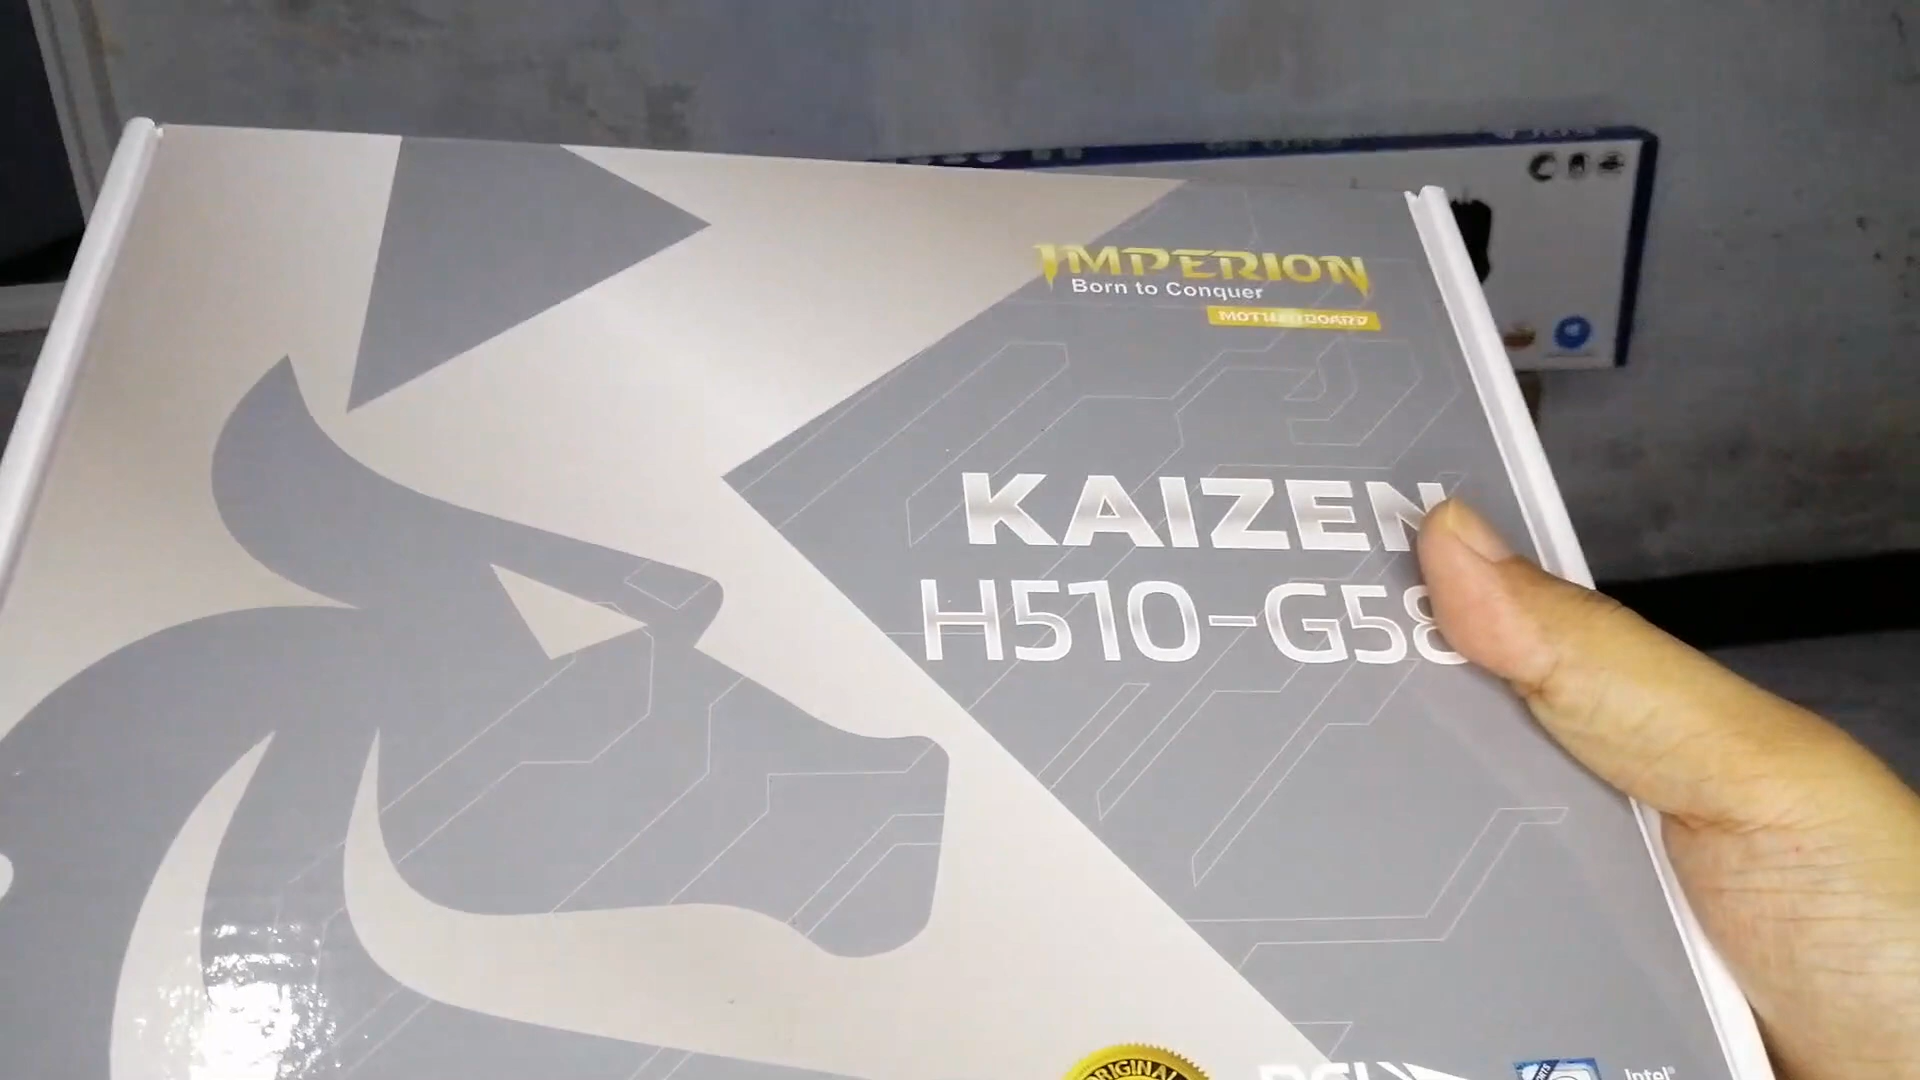 IMPERION
Born to Conquer
MOTHERBOARD
KAIZEN
H510-G58
ORIGINAL
Intel®